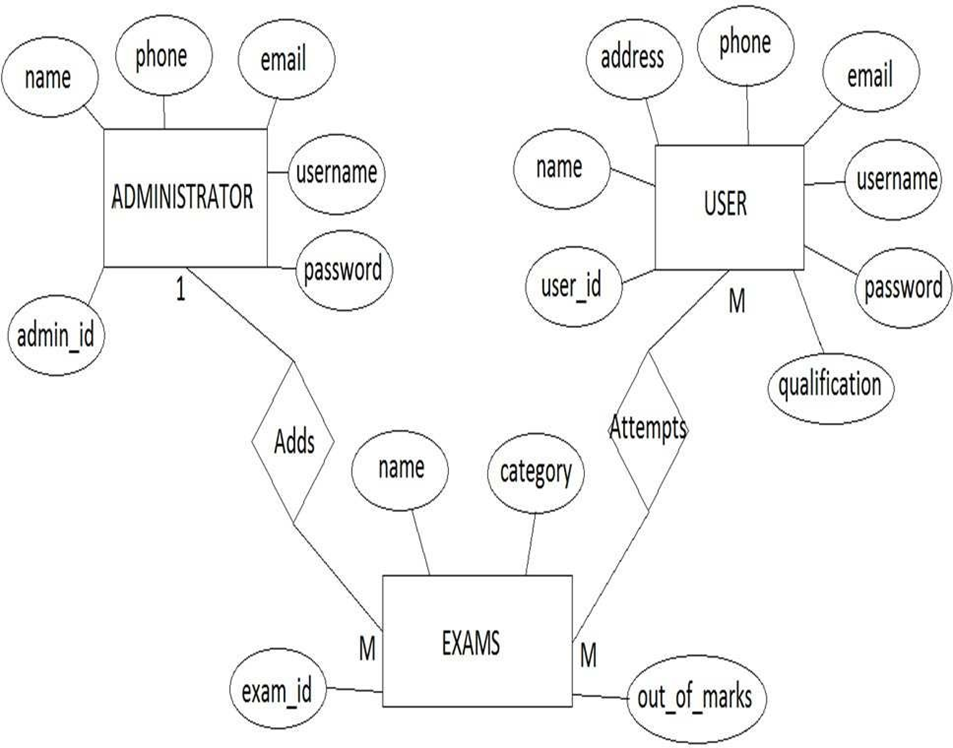 name
phone
email
username
password
admin_id
ADMINISTRATOR
1
address
phone
email
name
username
user_id
password
qualification
USER
M
Adds
Attempts
name
category
EXAMS
M
M
exam_id
out_of_marks